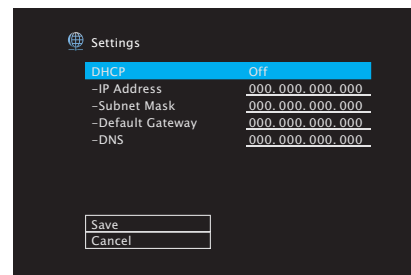 Settings
DHCP Off
–IP Address 000. 000. 000. 000
–Subnet Mask 000. 000. 000. 000
–Default Gateway 000. 000. 000. 000
–DNS 000. 000. 000. 000
Save
Cancel